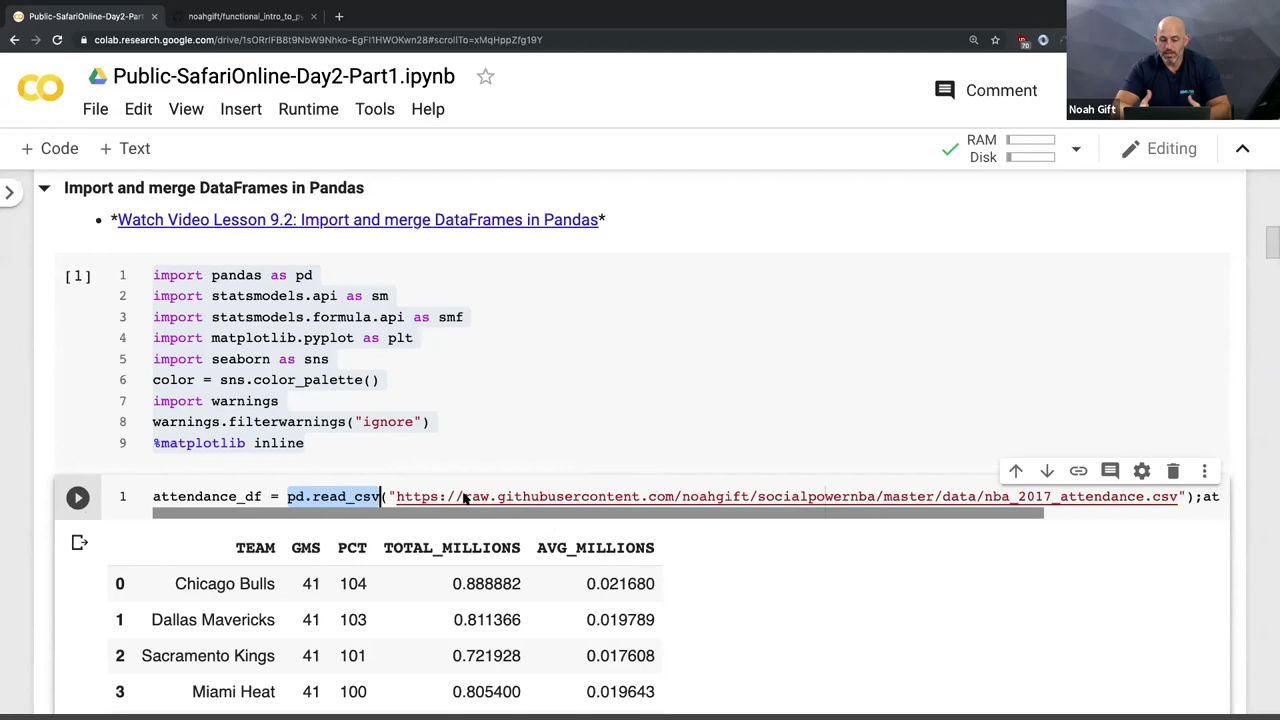 Public-SafariOnline-Day2-Part
noahgift/functional_intro_to_p
colab.research.google.com/drive/1sORrIFB8t9NbW9Nhko-EgFI1HWOKwn28#scrollTo=xMqHppZfg19Y
Noah Gift
CO
Public-SafariOnline-Day2-Part1.ipynb
Comment
File Edit View Insert Runtime Tools Help
+ Code + Text
RAM
Disk
Editing
Import and merge DataFrames in Pandas
• *Watch Video Lesson 9.2: Import and merge DataFrames in Pandas*
[1] 1 import pandas as pd
2 import statsmodels.api as sm
3 import statsmodels.formula.api as smf
4 import matplotlib.pyplot as plt
5 import seaborn as sns
6 color = sns.color_palette()
7 import warnings
8 warnings.filterwarnings("ignore")
9 %matplotlib inline
1 attendance_df = pd.read_csv("https://raw.githubusercontent.com/noahgift/socialpowernba/master/data/nba_2017_attendance.csv");at
TEAM GMS PCT TOTAL_MILLIONS AVG_MILLIONS
0 Chicago Bulls 41 104 0.888882 0.021680
1 Dallas Mavericks 41 103 0.811366 0.019789
2 Sacramento Kings 41 101 0.721928 0.017608
3 Miami Heat 41 100 0.805400 0.019643